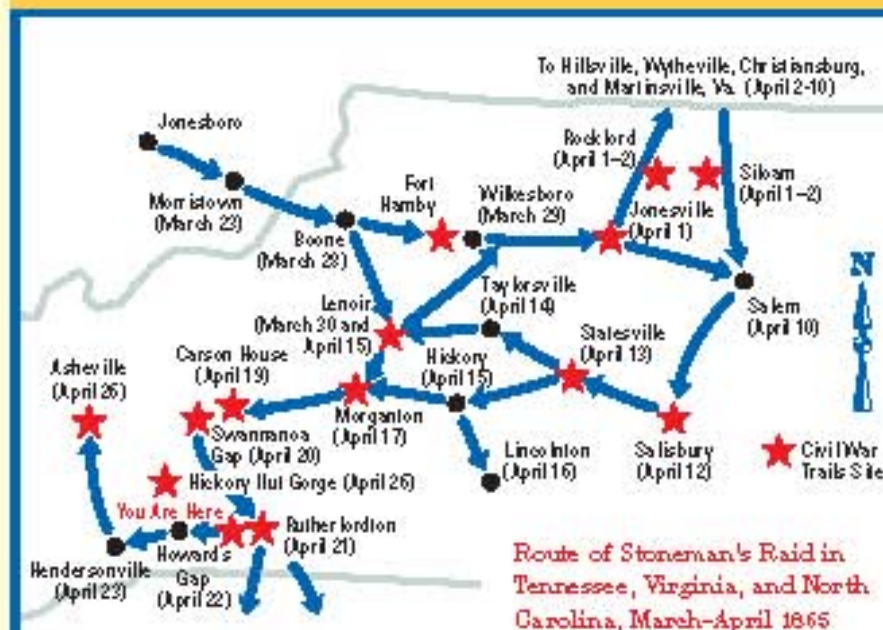 To Hillsville, Wytheville, Christiansburg,
and Martinsville, Va. (April 2-10)
Jonesboro
Morristown
(March 23)
Boone
(March 28)
Fort
Hamby
Wilkesboro
(March 29)
Rockford
(April 1–2)
Siloam
(April 1–2)
Jonesville
(April 1)
N
Salem
(April 10)
Taylorsville
(April 14)
Lenoir
(March 30 and
April 15)
Statesville
(April 13)
Hickory
(April 15)
Carson House
(April 19)
Asheville
(April 26)
Morganton
(April 17)
Swannanoa
Gap (April 20)
Lincolnton
(April 16)
Salisbury
(April 12)
Civil War
Trails Site
Hickory Nut Gorge (April 26)
You Are Here
Rutherfordton
(April 21)
Howard's
Gap
(April 22)
Hendersonville
(April 23)
Route of Stoneman's Raid in
Tennessee, Virginia, and North
Carolina, March–April 1865